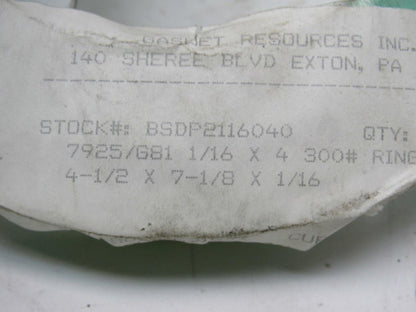 GASKET RESOURCES INC.
140 SHEREE BLVD EXTON, PA
STOCK#: BSDP2116040 QTY:
7925/G81 1/16 X 4 300# RING
4-1/2 X 7-1/8 X 1/16